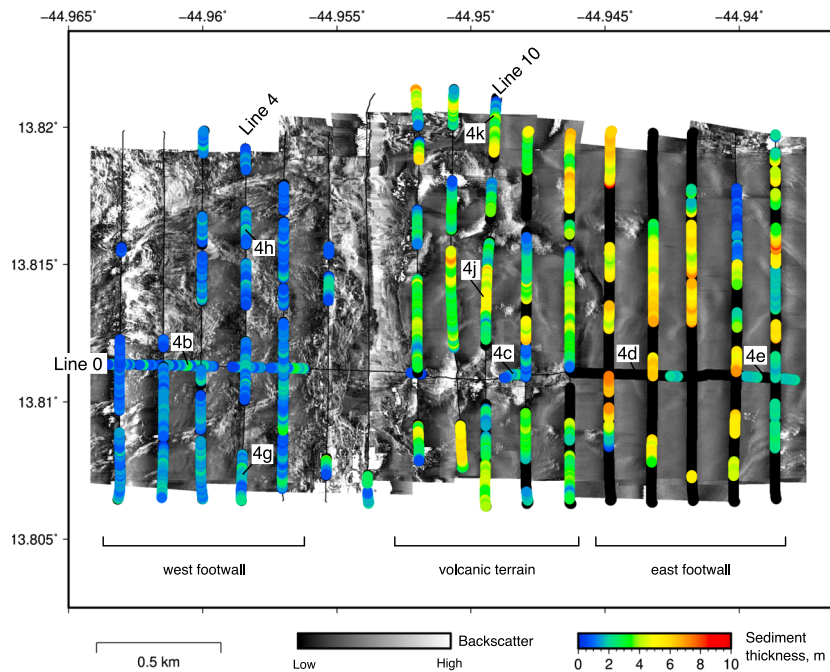 −44.965˚ −44.96˚ −44.955˚ −44.95˚ −44.945˚ −44.94˚
Line 4
Line 10
13.82˚
4k
4h
13.815˚
4j
4b
4c
4d
4e
Line 0
13.81˚
4g
13.805˚
west footwall
volcanic terrain
east footwall
0.5 km
Backscatter
Low
High
0 2 4 6 8 10
Sediment
thickness, m